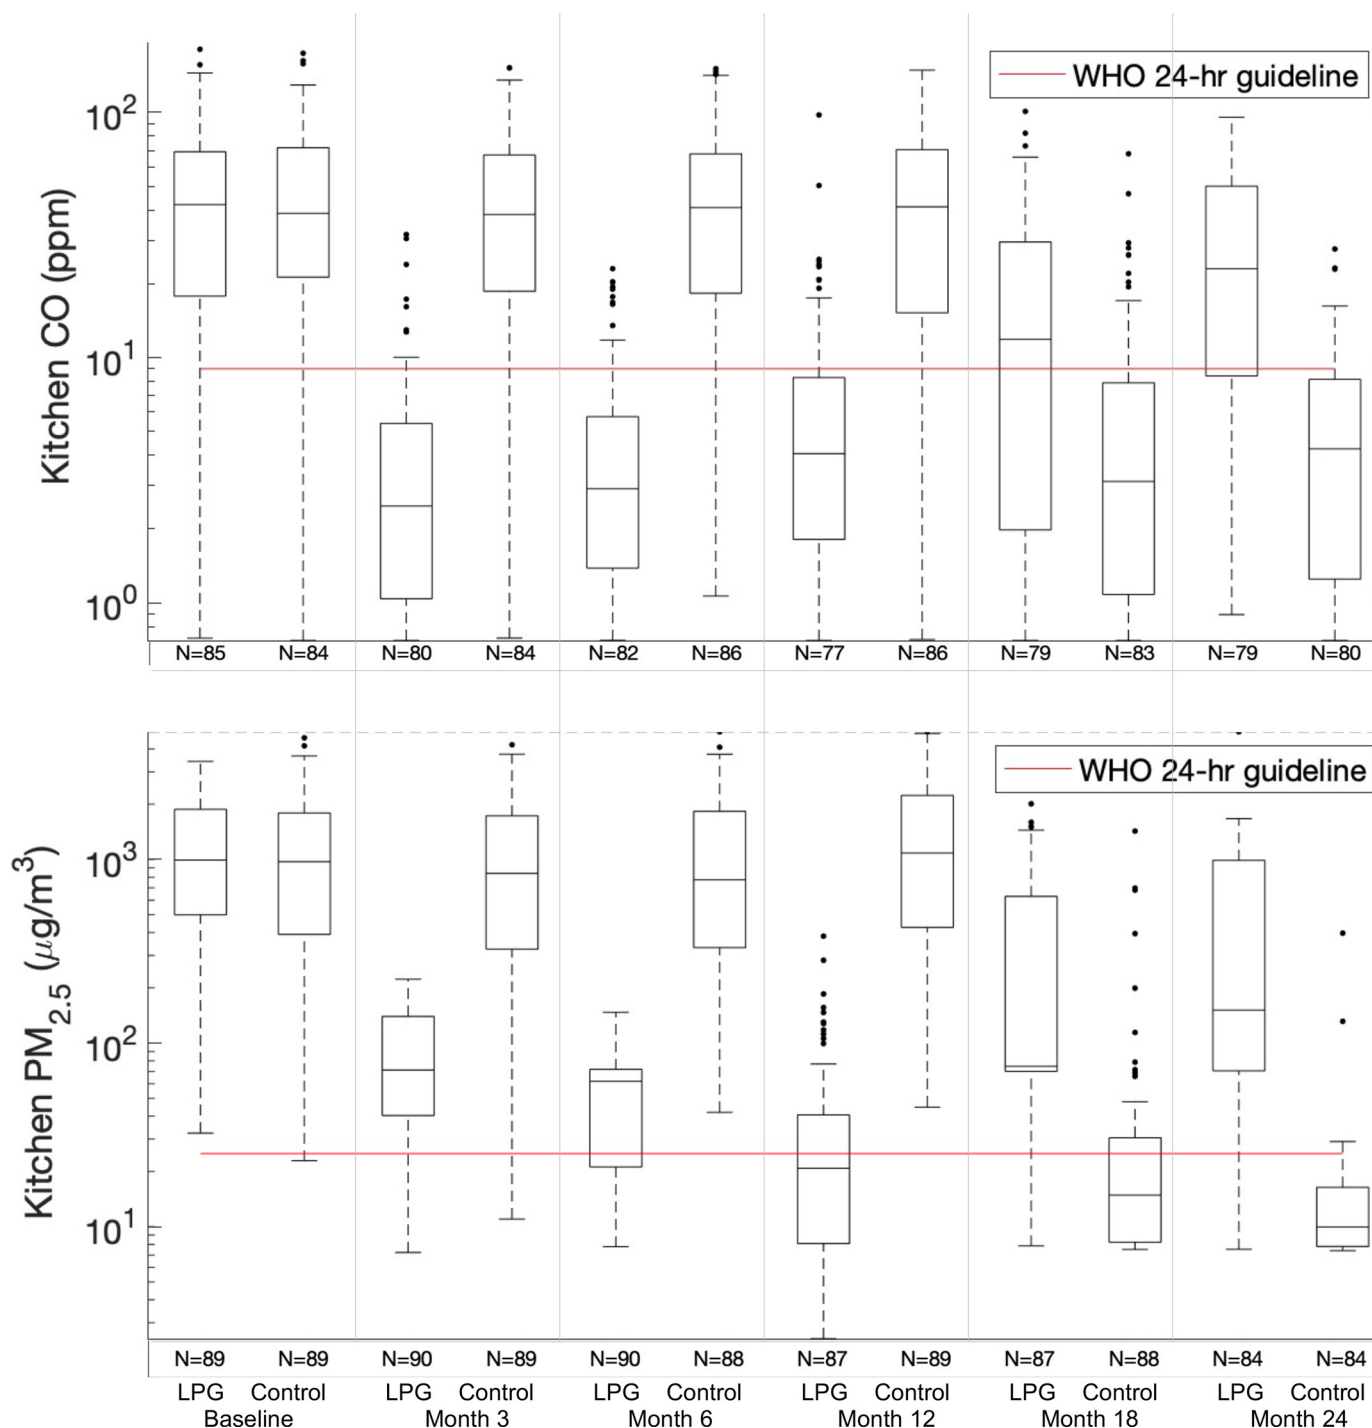 WHO 24-hr guideline
Kitchen CO (ppm)
10²
10¹
10⁰
N=85 N=84 N=80 N=84 N=82 N=86 N=77 N=86 N=79 N=83 N=79 N=80
WHO 24-hr guideline
Kitchen PM₂.₅ (μg/m³)
10³
10²
10¹
N=89 N=89 N=90 N=89 N=90 N=88 N=87 N=89 N=87 N=88 N=84 N=84
LPG Control LPG Control LPG Control LPG Control LPG Control LPG Control
Baseline Month 3 Month 6 Month 12 Month 18 Month 24